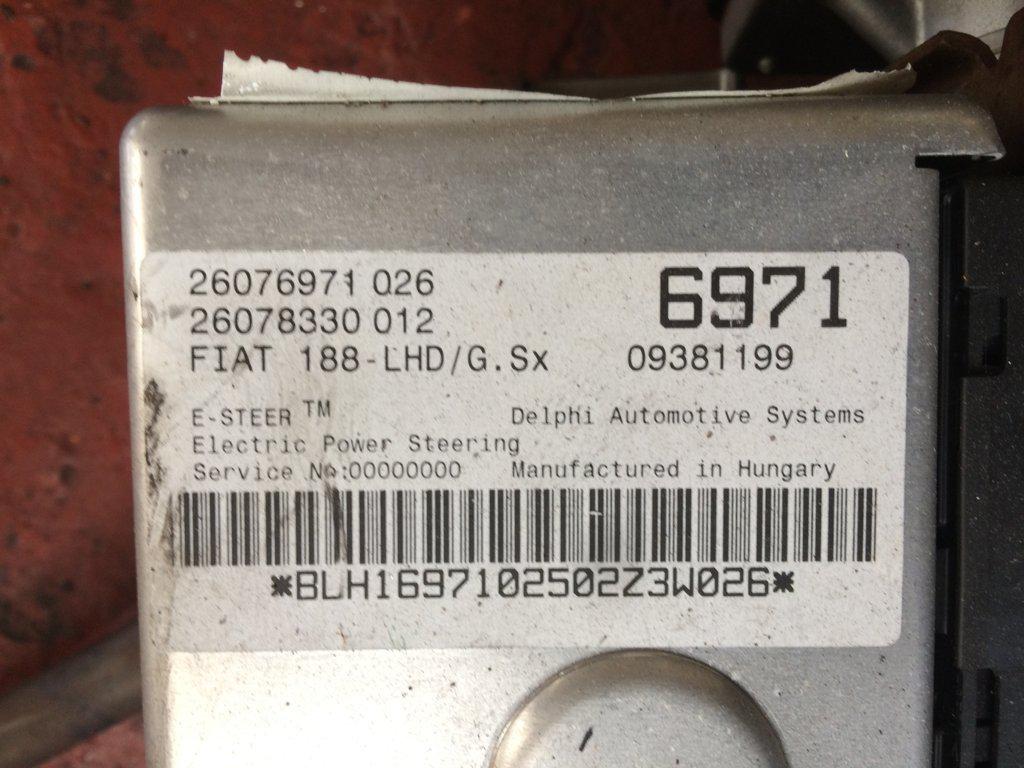 26076971 026 6971
26078330 012
FIAT 188-LHD/G.Sx 09381199
E-STEER TM Delphi Automotive Systems
Electric Power Steering
Service No:00000000 Manufactured in Hungary
*BLH1697102502Z3W026*